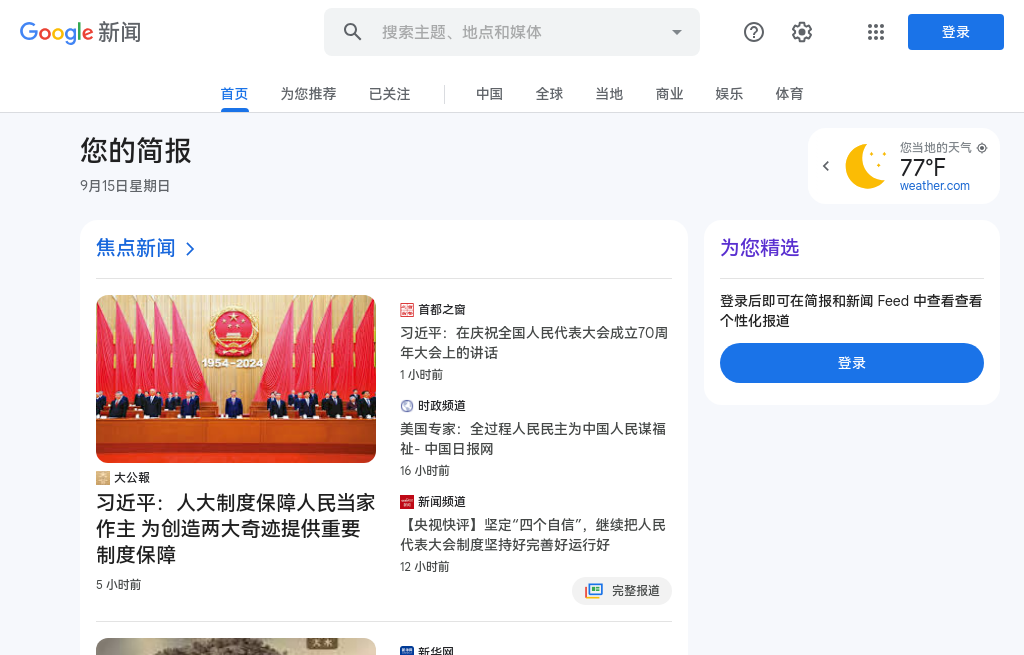 Google 新闻
搜索主题、地点和媒体
登录
首页
为您推荐
已关注
中国
全球
当地
商业
娱乐
体育
您的简报
9月15日星期日
您当地的天气
77°F
weather.com
焦点新闻
1954-2024
大公報
习近平：人大制度保障人民当家
作主 为创造两大奇迹提供重要
制度保障
5 小时前
首都之窗
习近平：在庆祝全国人民代表大会成立70周
年大会上的讲话
1 小时前
时政频道
美国专家：全过程人民民主为中国人民谋福
祉- 中国日报网
16 小时前
新闻频道
【央视快评】坚定“四个自信”，继续把人民
代表大会制度坚持好完善好运行好
12 小时前
完整报道
新华网
为您精选
登录后即可在简报和新闻 Feed 中查看查看
个性化报道
登录